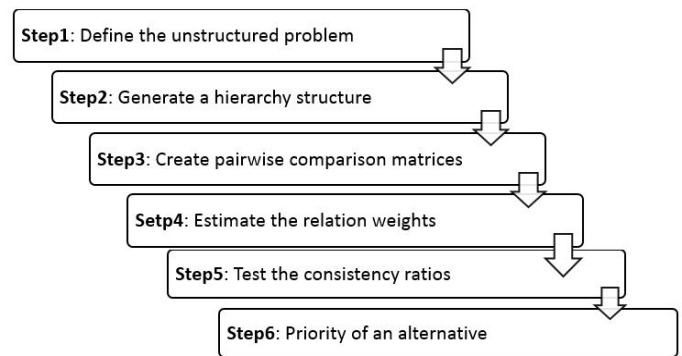 Step1: Define the unstructured problem
Step2: Generate a hierarchy structure
Step3: Create pairwise comparison matrices
Setp4: Estimate the relation weights
Step5: Test the consistency ratios
Step6: Priority of an alternative